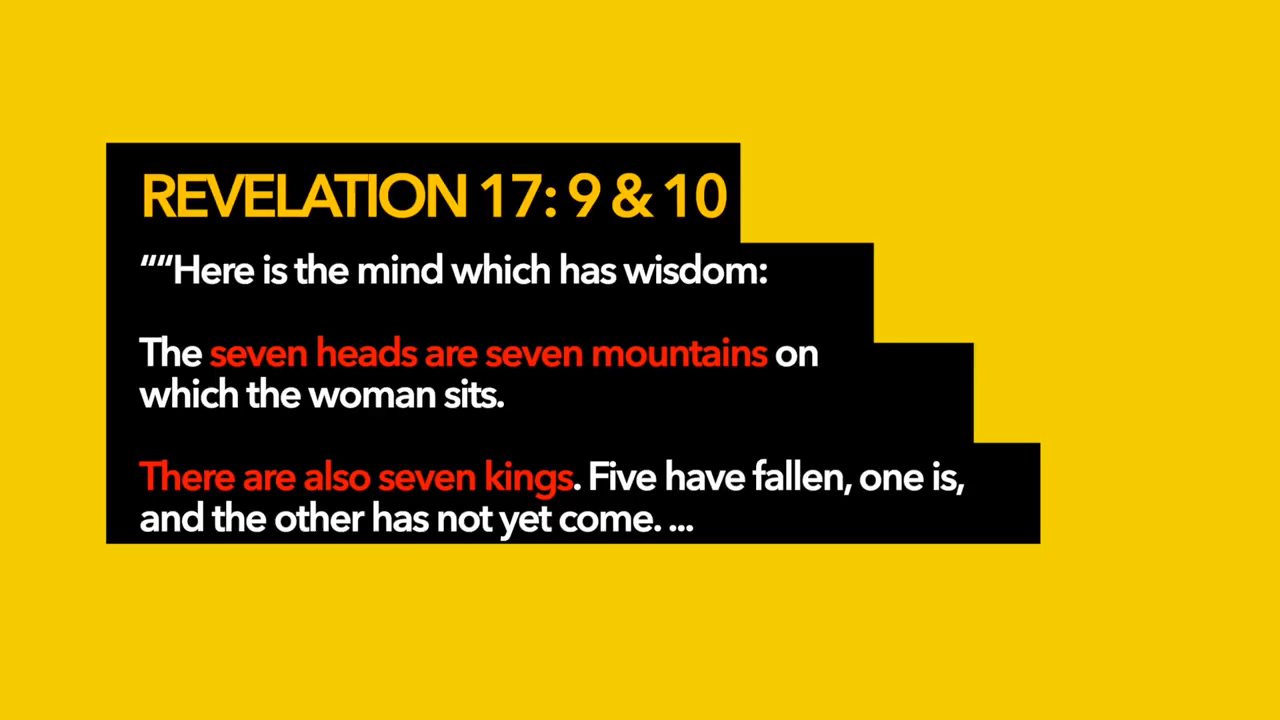 REVELATION 17: 9 & 10
““Here is the mind which has wisdom:
The seven heads are seven mountains on
which the woman sits.
There are also seven kings. Five have fallen, one is,
and the other has not yet come. ...